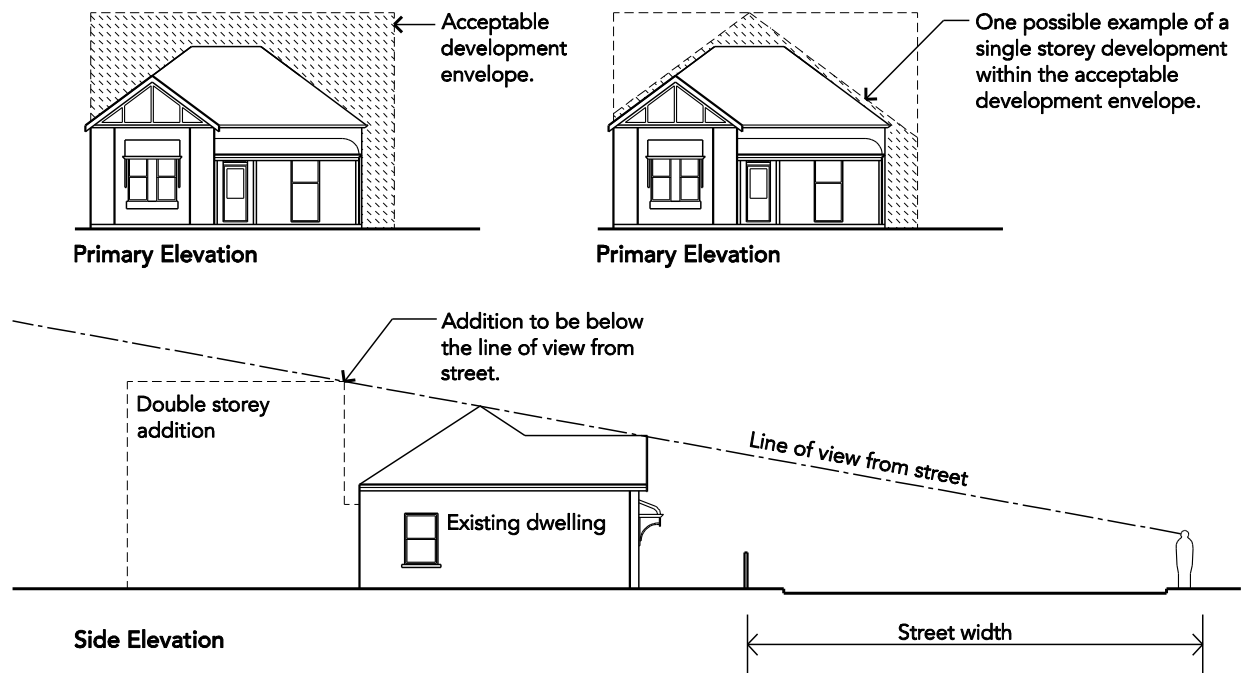 Acceptable
development
envelope.
Primary Elevation
One possible example of a
single storey development
within the acceptable
development envelope.
Primary Elevation
Addition to be below
the line of view from
street.
Double storey
addition
Line of view from street
Existing dwelling
Side Elevation
Street width